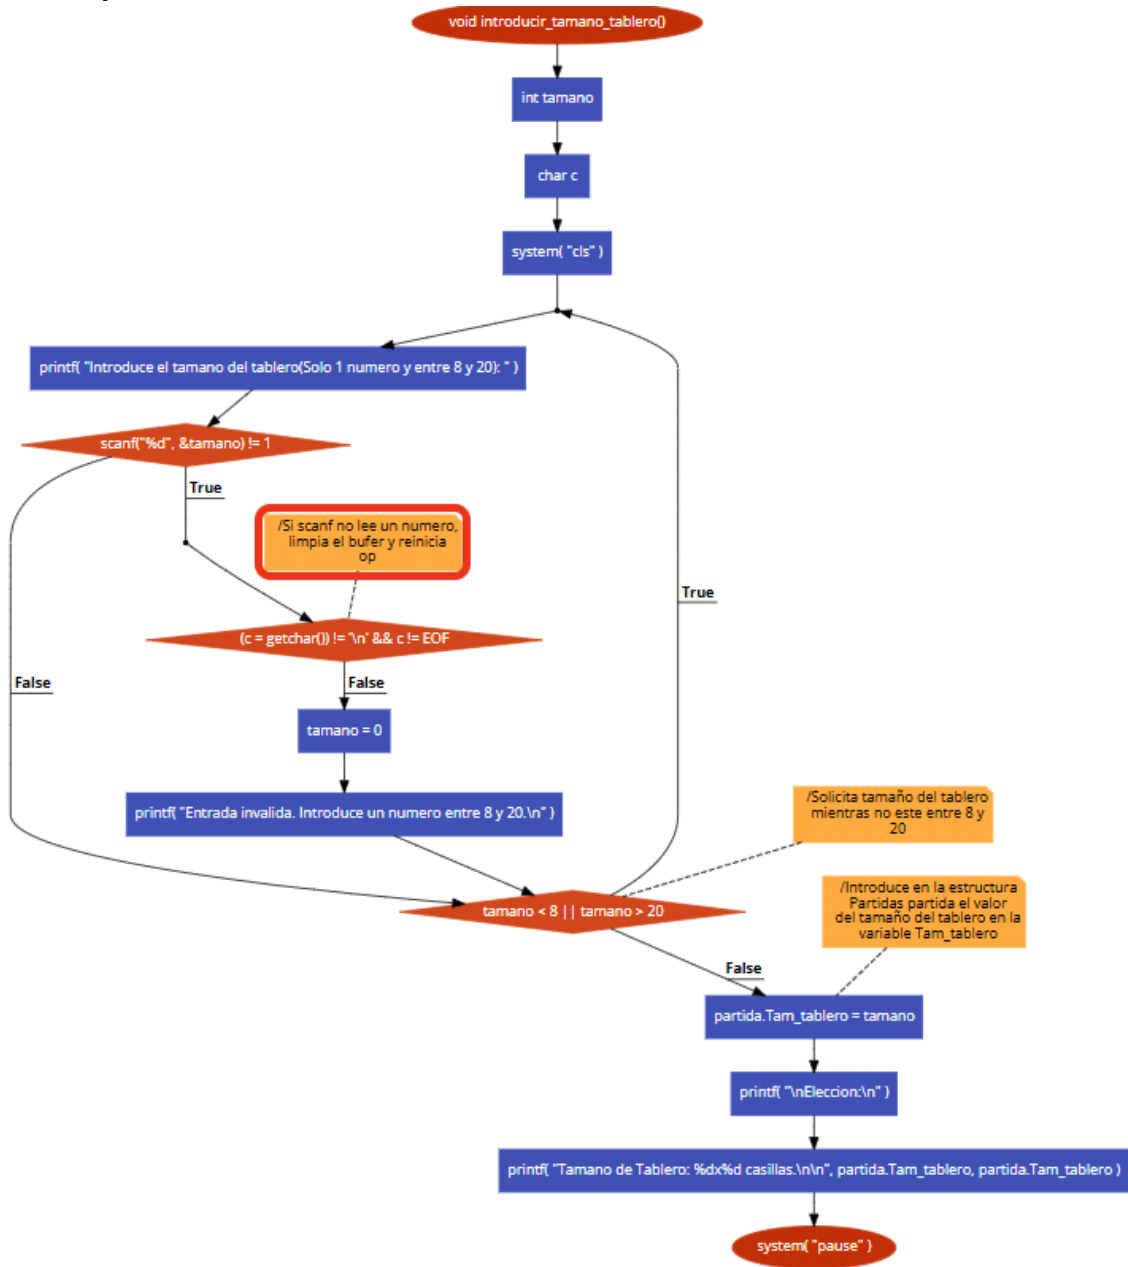 void introducir_tamano_tablero()
int tamano
char c
system( "cls" )
printf( "Introduce el tamano del tablero(Solo 1 numero y entre 8 y 20): " )
scanf("%d", &tamano) != 1
True
/Si scanf no lee un numero,
limpia el bufer y reinicia
op
True
(c = getchar()) != '\n' && c != EOF
False
False
tamano = 0
printf( "Entrada invalida. Introduce un numero entre 8 y 20.\n" )
/Solicita tamaño del tablero
mientras no este entre 8 y
20
/Introduce en la estructura
Partidas partida el valor
del tamaño del tablero en la
variable Tam_tablero
tamano < 8 || tamano > 20
False
partida.Tam_tablero = tamano
printf( "\nEleccion:\n" )
printf( "Tamano de Tablero: %dx%d casillas.\n\n", partida.Tam_tablero, partida.Tam_tablero )
system( "pause" )